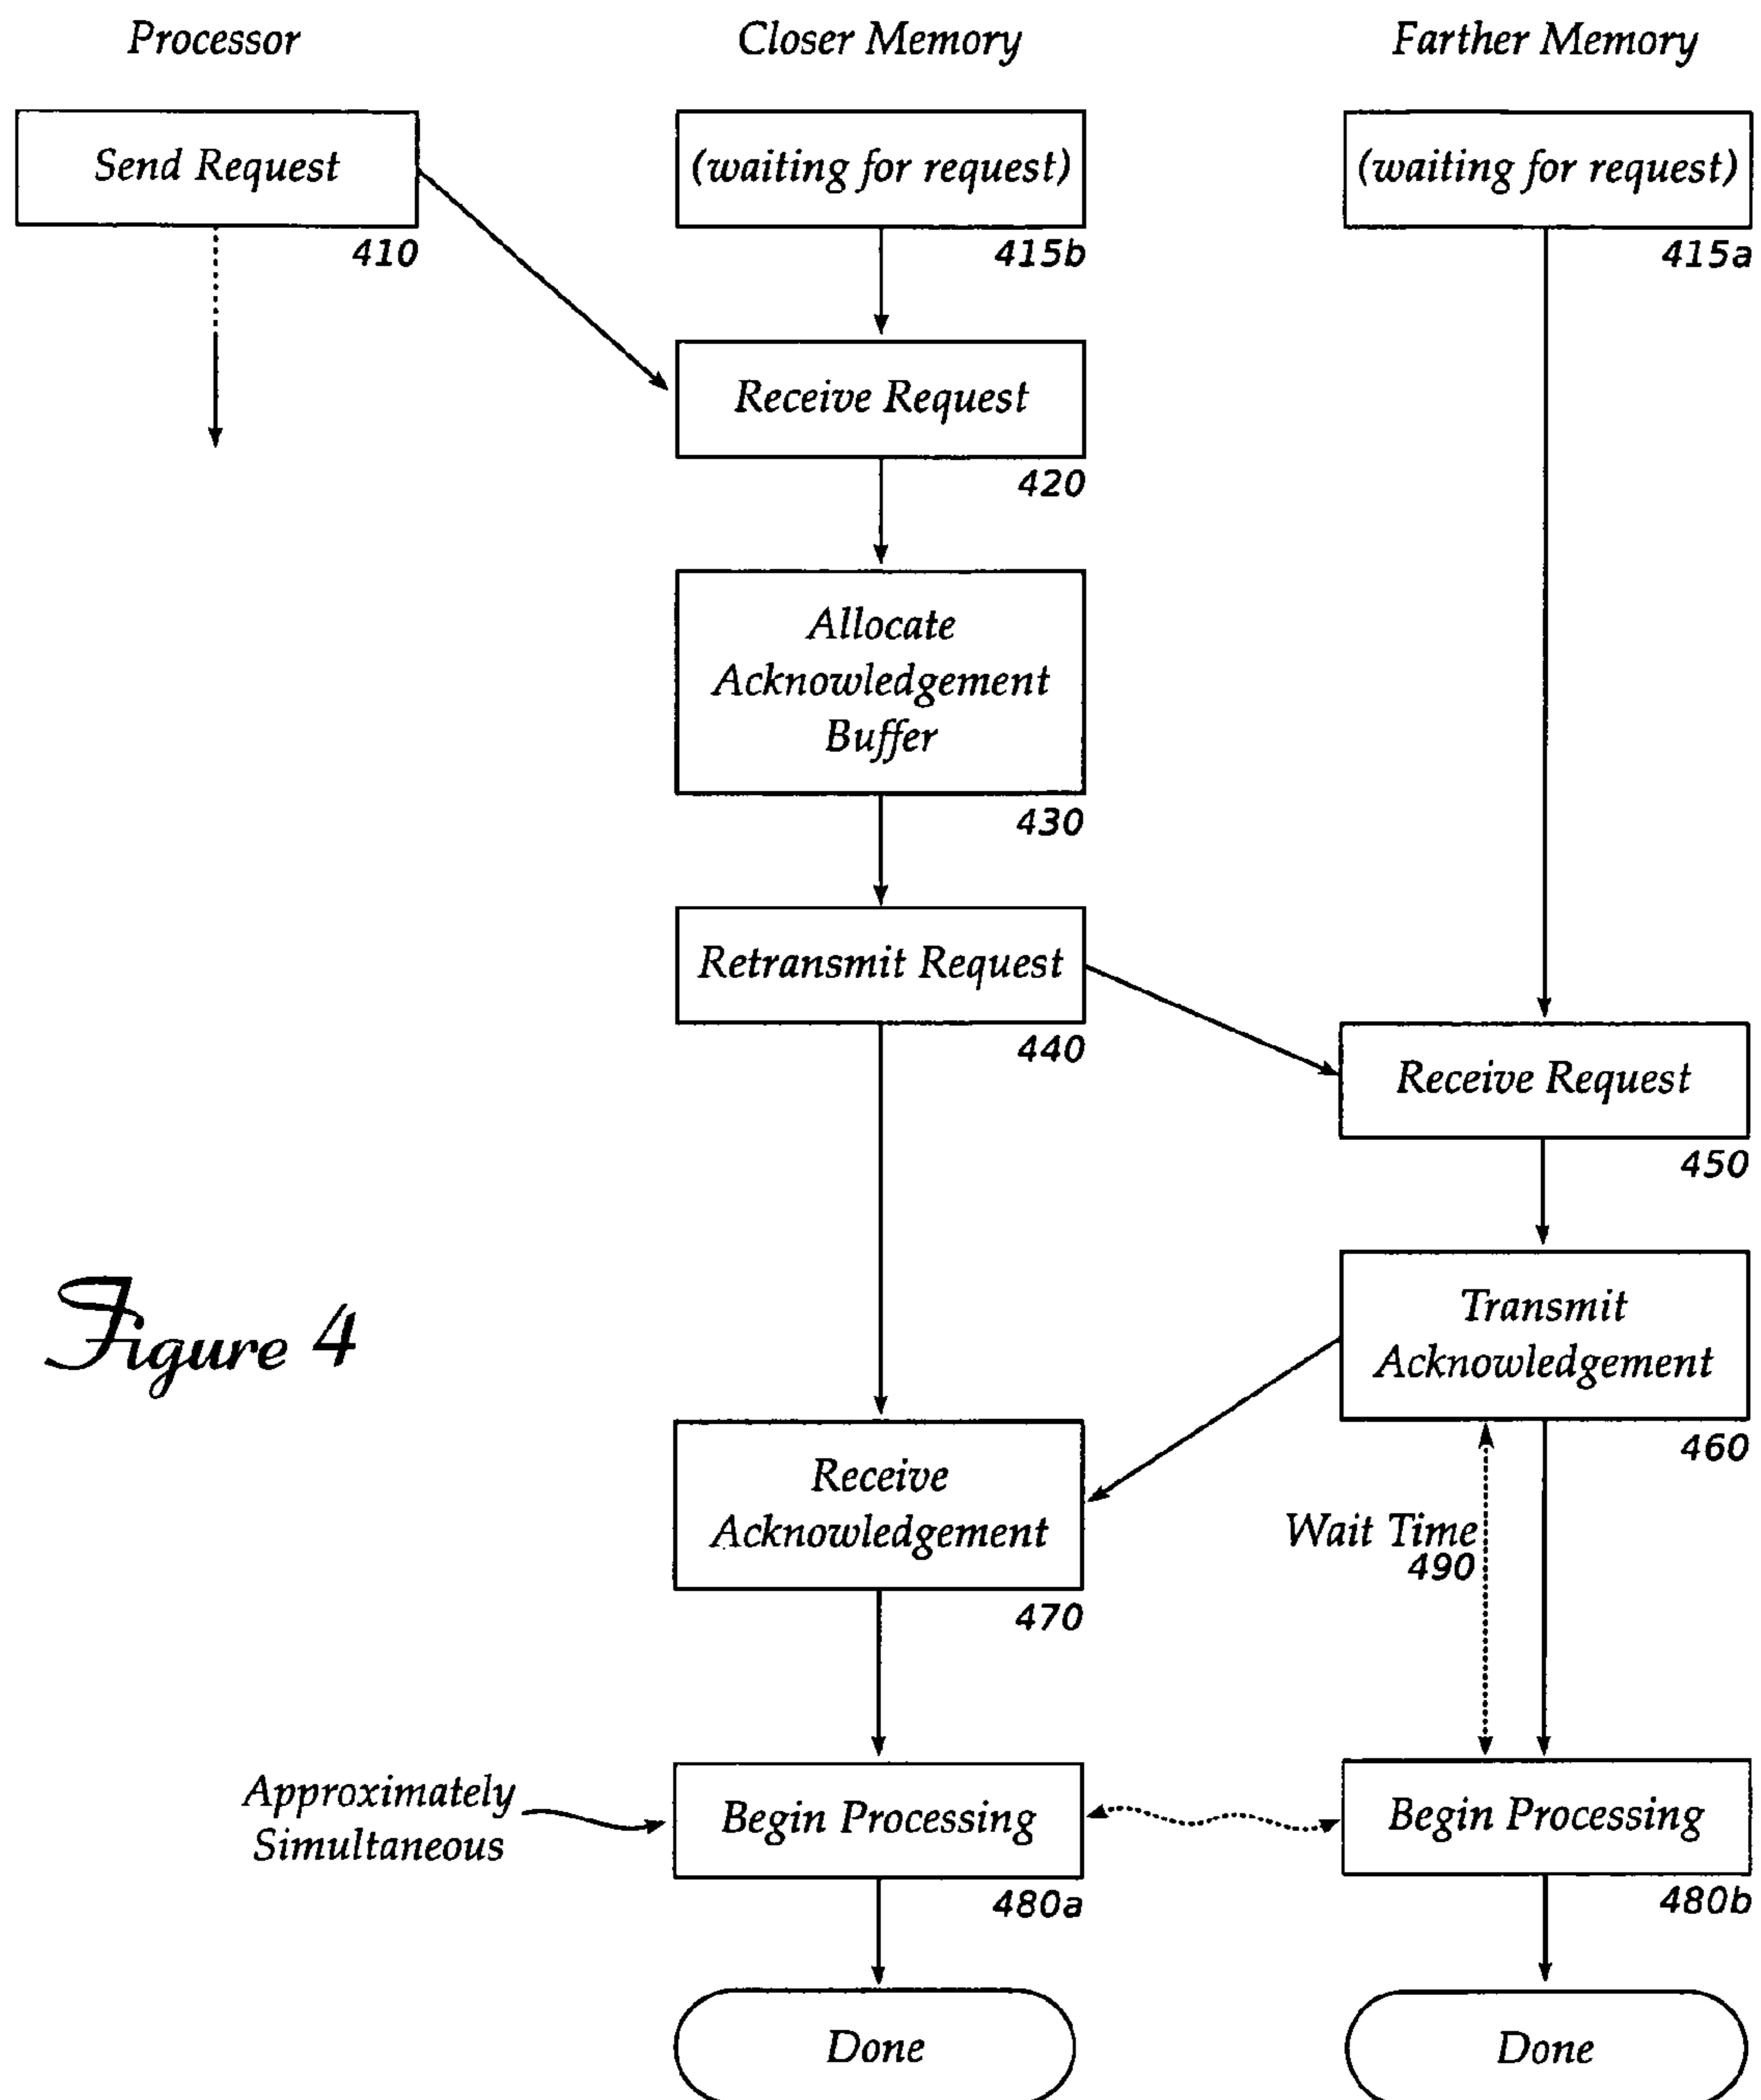 Processor
Closer Memory
Farther Memory
Send Request
410
(waiting for request)
415b
(waiting for request)
415a
Receive Request
420
Allocate
Acknowledgement
Buffer
430
Retransmit Request
440
Receive Request
450
Transmit
Acknowledgement
460
Figure 4
Receive
Acknowledgement
470
Wait Time
490
Approximately
Simultaneous
Begin Processing
480a
Begin Processing
480b
Done
Done